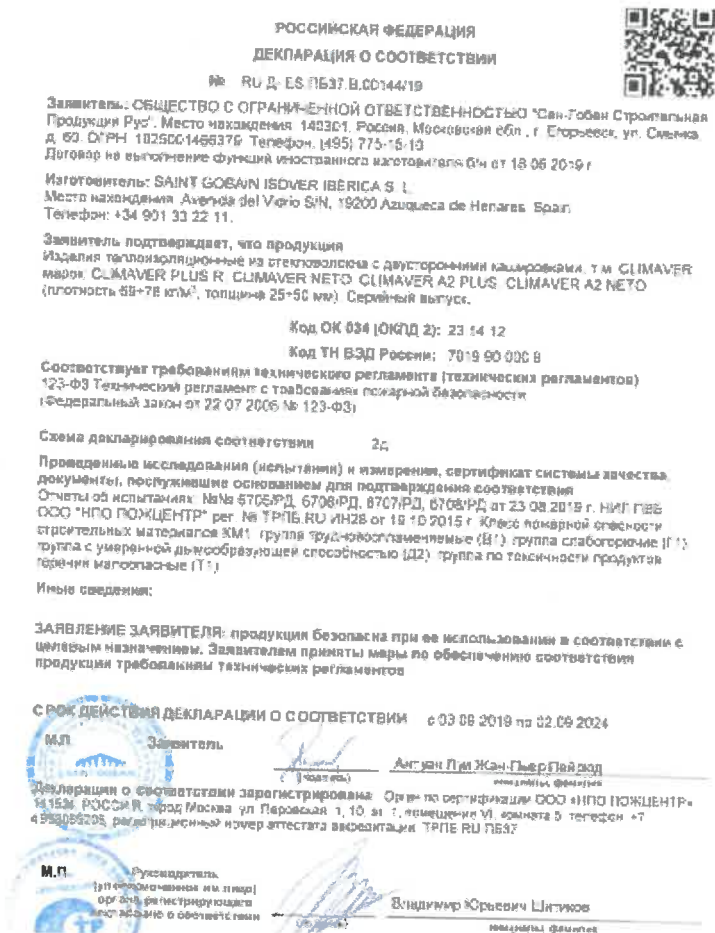 РОССИЙСКАЯ ФЕДЕРАЦИЯ
ДЕКЛАРАЦИЯ О СООТВЕТСТВИИ
№ RU Д- ES.ПБ37.В.00144/19
Заявитель: ОБЩЕСТВО С ОГРАНИЧЕННОЙ ОТВЕТСТВЕННОСТЬЮ "Сен-Гобен Строительная
Продукция Рус". Место нахождения: 140301, Россия, Московская обл., г. Егорьевск, ул. Смычка,
д. 60. ОГРН 1025001466379. Телефон: (495) 775-15-10
Договор на выполнение функций иностранного изготовителя б/н от 18.06.2019 г.
Изготовитель: SAINT GOBAIN ISOVER IBERICA S. L.
Место нахождения: Avenida del Vidrio S/N, 19200 Azuqueca de Henares. Spain
Телефон: +34 901 33 22 11.
Заявитель подтверждает, что продукция
Изделия теплоизоляционные из стекловолокна с двусторонними кашировками, т.м. CLIMAVER
марок: CLIMAVER PLUS R, CLIMAVER NETO, CLIMAVER A2 PLUS, CLIMAVER A2 NETO
толщина 25÷50 мм). Серийный выпуск.
Код ОК 034 (ОКПД 2): 23 14 12
Код ТН ВЭД России: 7019 90 000 8
Соответствует требованиям технического регламента (технических регламентов)
123-ФЗ Технический регламент о требованиях пожарной безопасности
(Федеральный закон от 22.07.2008 № 123-ФЗ)
Схема декларирования соответствия 2д
Проведенные исследования (испытания) и измерения, сертификат системы качества,
документы, послужившие основанием для подтверждения соответствия
Отчеты об испытаниях: №№ 6705/РД, 6706/РД, 6707/РД, 6708/РД от 23.08.2019 г. НИЛ ПВБ
ООО "НПО ПОЖЦЕНТР" рег. № ТРПБ.RU.ИН28 от 19.10.2015 г. Класс пожарной опасности
строительных материалов КМ1: группа трудновоспламеняемые (В1), группа слабогорючие (Г1),
группа с умеренной дымообразующей способностью (Д2), группа по токсичности продуктов
горения малоопасные (Т1)
Иные сведения:
ЗАЯВЛЕНИЕ ЗАЯВИТЕЛЯ: продукция безопасна при ее использовании в соответствии с
целевым назначением. Заявителем приняты меры по обеспечению соответствия
продукции требованиям технических регламентов
СРОК ДЕЙСТВИЯ ДЕКЛАРАЦИИ О СООТВЕТСТВИИ с 03.09.2019 по 02.09.2024
М.П. Заявитель
Антуан Луи Жан-Пьер Пейрюд
(подпись) инициалы, фамилия
Декларация о соответствии зарегистрирована Орган по сертификации ООО «НПО ПОЖЦЕНТР»
РОССИЯ, город Москва, ул. Перовская, 1, 10, эт. 1, помещение VI, комната 5, телефон: +7
регистрационный номер аттестата аккредитации: ТРПБ.RU.ПБ37
М.П. Руководитель
(уполномоченное им лицо)
органа, регистрирующего
декларацию о соответствии
Владимир Юрьевич Шитиков
(подпись) инициалы, фамилия